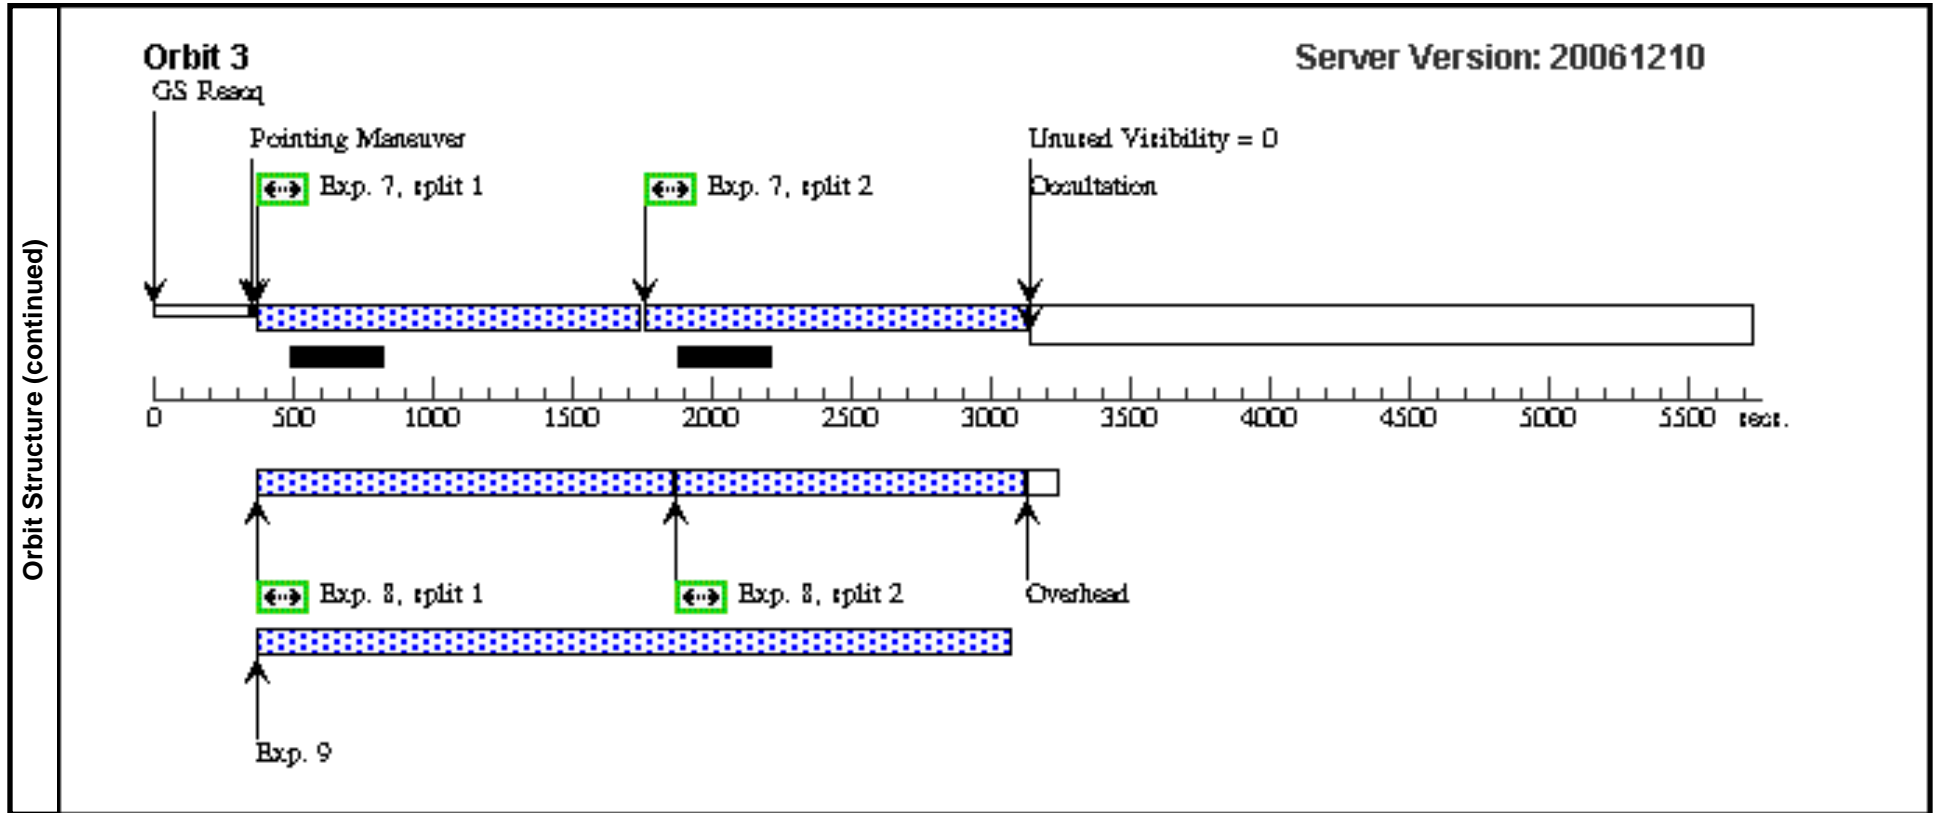 Orbit 3
Server Version: 20061210
GS Reacq
Pointing Maneuver
Unused Visibility = 0
Exp. 7, split 1
Exp. 7, split 2
Occultation
Orbit Structure (continued)
0 500 1000 1500 2000 2500 3000 3500 4000 4500 5000 5500 secs.
Exp. 8, split 1
Exp. 8, split 2
Overhead
Exp. 9